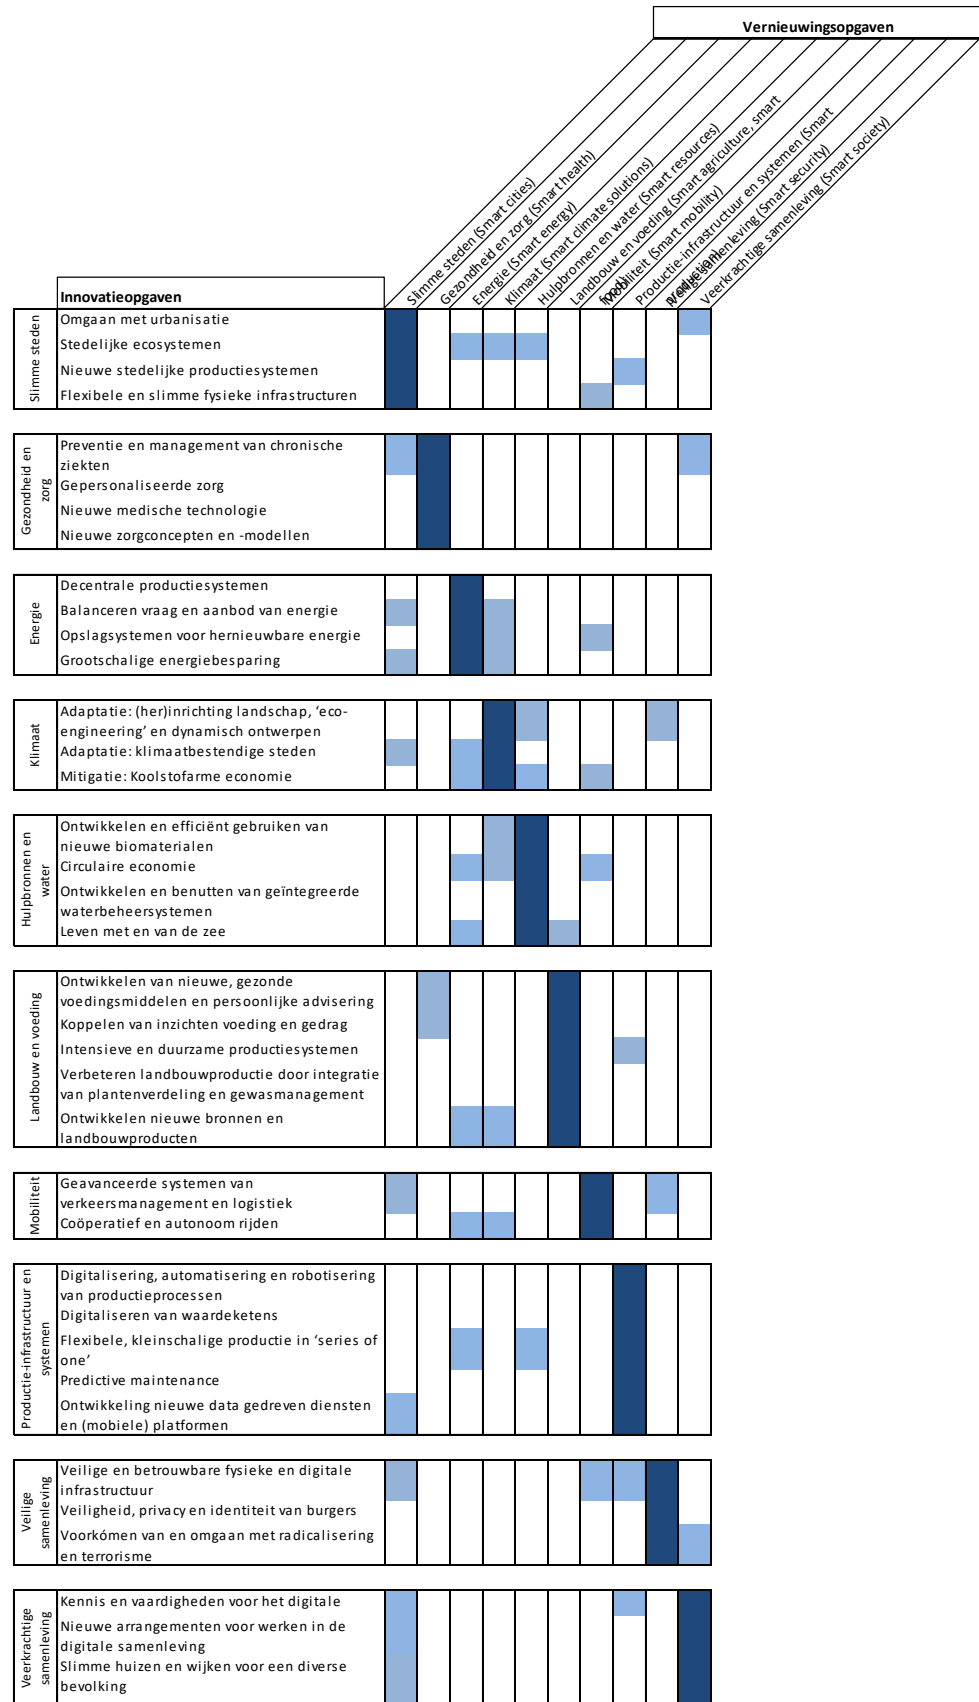 Vernieuwingsopgaven
Slimme steden (Smart cities)
Gezondheid en zorg (Smart health)
Energie (Smart energy)
Klimaat (Smart climate solutions)
Hulpbronnen en water (Smart resources)
Landbouw en voeding (Smart agriculture, smart
food)
Mobiliteit (Smart mobility)
Productie-infrastructuur en systemen (Smart
production)
Veilige samenleving (Smart security)
Veerkrachtige samenleving (Smart society)
Innovatieopgaven
Slimme steden
Omgaan met urbanisatie
Stedelijke ecosystemen
Nieuwe stedelijke productiesystemen
Flexibele en slimme fysieke infrastructuren
Gezondheid en
zorg
Preventie en management van chronische
ziekten
Gepersonaliseerde zorg
Nieuwe medische technologie
Nieuwe zorgconcepten en -modellen
Energie
Decentrale productiesystemen
Balanceren vraag en aanbod van energie
Opslagsystemen voor hernieuwbare energie
Grootschalige energiebesparing
Klimaat
Adaptatie: (her)inrichting landschap, ‘eco-
engineering’ en dynamisch ontwerpen
Adaptatie: klimaatbestendige steden
Mitigatie: Koolstofarme economie
Hulpbronnen en
water
Ontwikkelen en efficiënt gebruiken van
nieuwe biomaterialen
Circulaire economie
Ontwikkelen en benutten van geïntegreerde
waterbeheersystemen
Leven met en van de zee
Landbouw en voeding
Ontwikkelen van nieuwe, gezonde
voedingsmiddelen en persoonlijke advisering
Koppelen van inzichten voeding en gedrag
Intensieve en duurzame productiesystemen
Verbeteren landbouwproductie door integratie
van plantenverdeling en gewasmanagement
Ontwikkelen nieuwe bronnen en
landbouwproducten
Mobiliteit
Geavanceerde systemen van
verkeersmanagement en logistiek
Coöperatief en autonoom rijden
Productie-infrastructuur en
systemen
Digitalisering, automatisering en robotisering
van productieprocessen
Digitaliseren van waardeketens
Flexibele, kleinschalige productie in ‘series of
one’
Predictive maintenance
Ontwikkeling nieuwe data gedreven diensten
en (mobiele) platformen
Veilige
samenleving
Veilige en betrouwbare fysieke en digitale
infrastructuur
Veiligheid, privacy en identiteit van burgers
Voorkómen van en omgaan met radicalisering
en terrorisme
Veerkrachtige
samenleving
Kennis en vaardigheden voor het digitale
Nieuwe arrangementen voor werken in de
digitale samenleving
Slimme huizen en wijken voor een diverse
bevolking